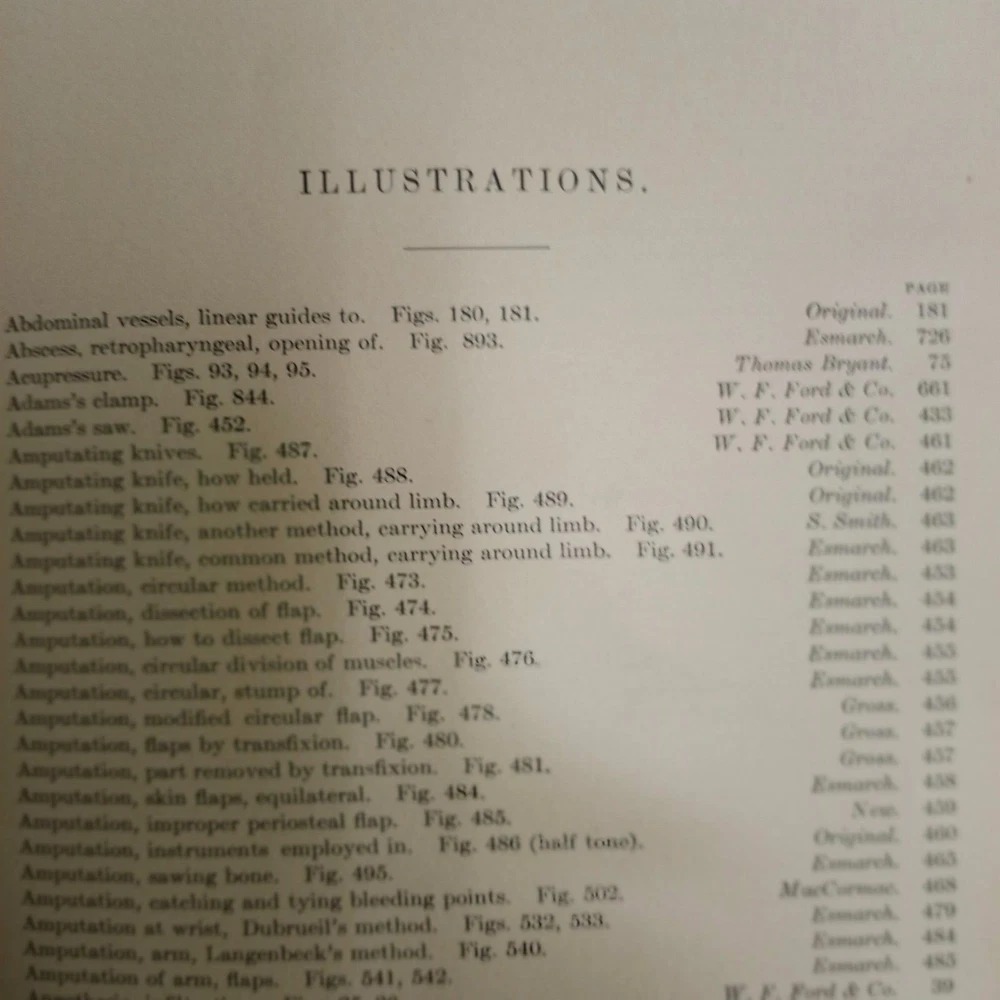 ILLUSTRATIONS.
PAGE
Abdominal vessels, linear guides to. Figs. 180, 181. Original. 181
Abscess, retropharyngeal, opening of. Fig. 893. Esmarch. 726
Acupressure. Figs. 93, 94, 95. Thomas Bryant. 75
Adams's clamp. Fig. 844. W. F. Ford & Co. 661
Adams's saw. Fig. 452. W. F. Ford & Co. 433
Amputating knives. Fig. 487. W. F. Ford & Co. 461
Amputating knife, how held. Fig. 488. Original. 462
Amputating knife, how carried around limb. Fig. 489. Original. 462
Amputating knife, another method, carrying around limb. Fig. 490. S. Smith. 463
Amputating knife, common method, carrying around limb. Fig. 491. Esmarch. 463
Amputation, circular method. Fig. 473. Esmarch. 453
Amputation, dissection of flap. Fig. 474. Esmarch. 454
Amputation, how to dissect flap. Fig. 475. Esmarch. 454
Amputation, circular division of muscles. Fig. 476. Esmarch. 455
Amputation, circular, stump of. Fig. 477. Esmarch. 455
Amputation, modified circular flap. Fig. 478. Gross. 456
Amputation, flaps by transfixion. Fig. 480. Gross. 457
Amputation, part removed by transfixion. Fig. 481. Gross. 457
Amputation, skin flaps, equilateral. Fig. 484. Esmarch. 458
Amputation, improper periosteal flap. Fig. 485. New. 459
Amputation, instruments employed in. Fig. 486 (half tone). Original. 460
Amputation, sawing bone. Fig. 495. Esmarch. 465
Amputation, catching and tying bleeding points. Fig. 502. MacCormac. 468
Amputation at wrist, Dubrueil's method. Figs. 532, 533. Esmarch. 479
Amputation, arm, Langenbeck's method. Fig. 540. Esmarch. 484
Amputation of arm, flaps. Figs. 541, 542. Esmarch. 485
W. F. Ford & Co. 39